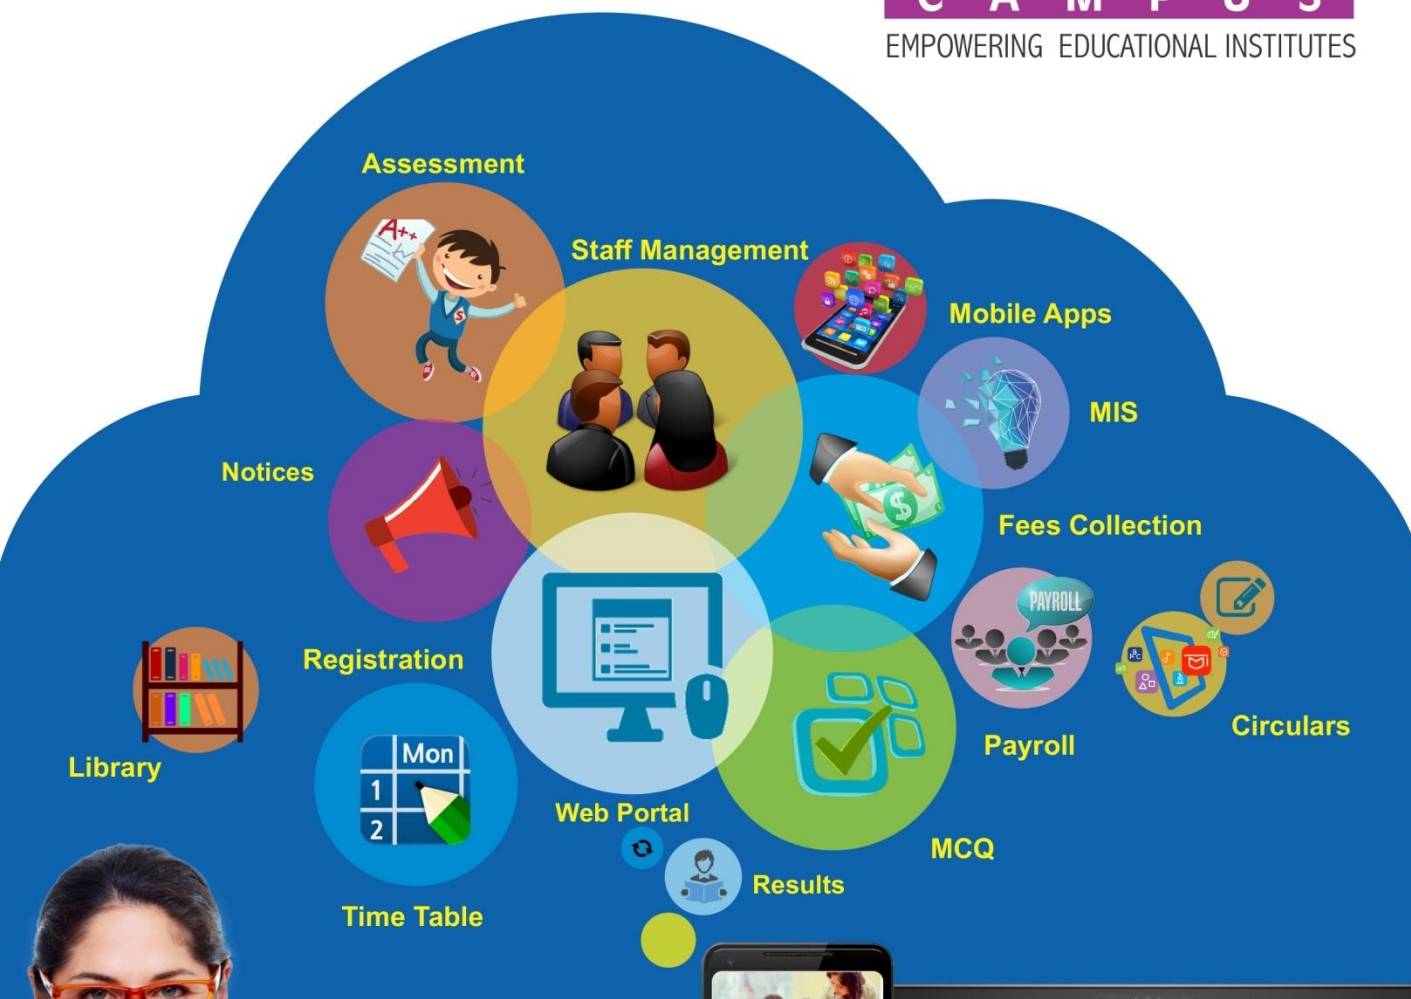 CAMPUS
EMPOWERING EDUCATIONAL INSTITUTES
Assessment
A++
Staff Management
Mobile Apps
MIS
Notices
Fees Collection
PAYROLL
Registration
Mon
1
2
Library
Circulars
Payroll
Web Portal
MCQ
Results
Time Table